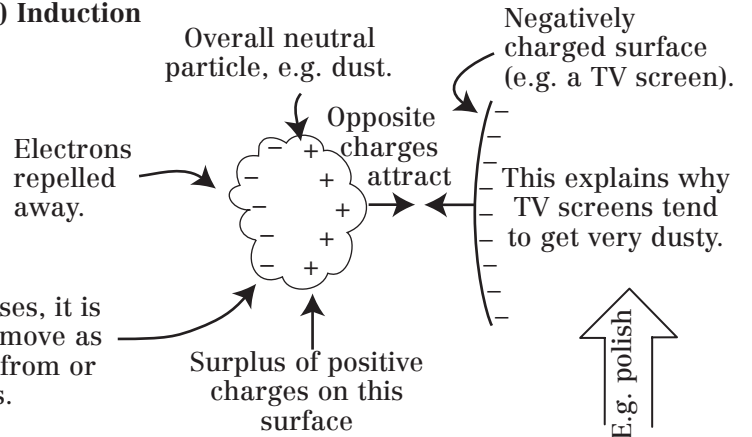 ) Induction
Overall neutral
particle, e.g. dust.
Negatively
charged surface
(e.g. a TV screen).
Electrons
repelled
away.
Opposite
charges
attract
This explains why
TV screens tend
to get very dusty.
ses, it is
move as
from or
s.
Surplus of positive
charges on this
surface
E.g. polish